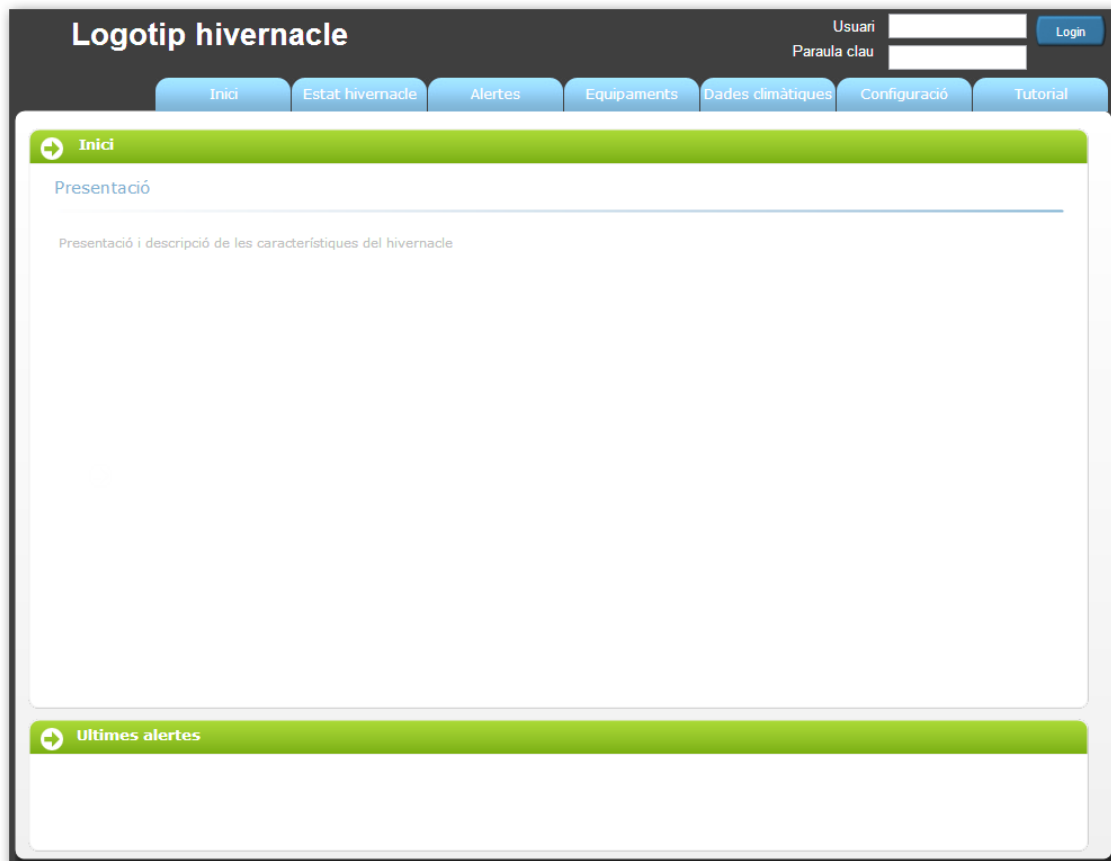 Logotip hivernacle
Usuari
Login
Paraula clau
Inici Estat hivernacle Alertes Equipaments Dades climàtiques Configuració Tutorial
Inici
Presentació
Presentació i descripció de les característiques del hivernacle
Ultimes alertes